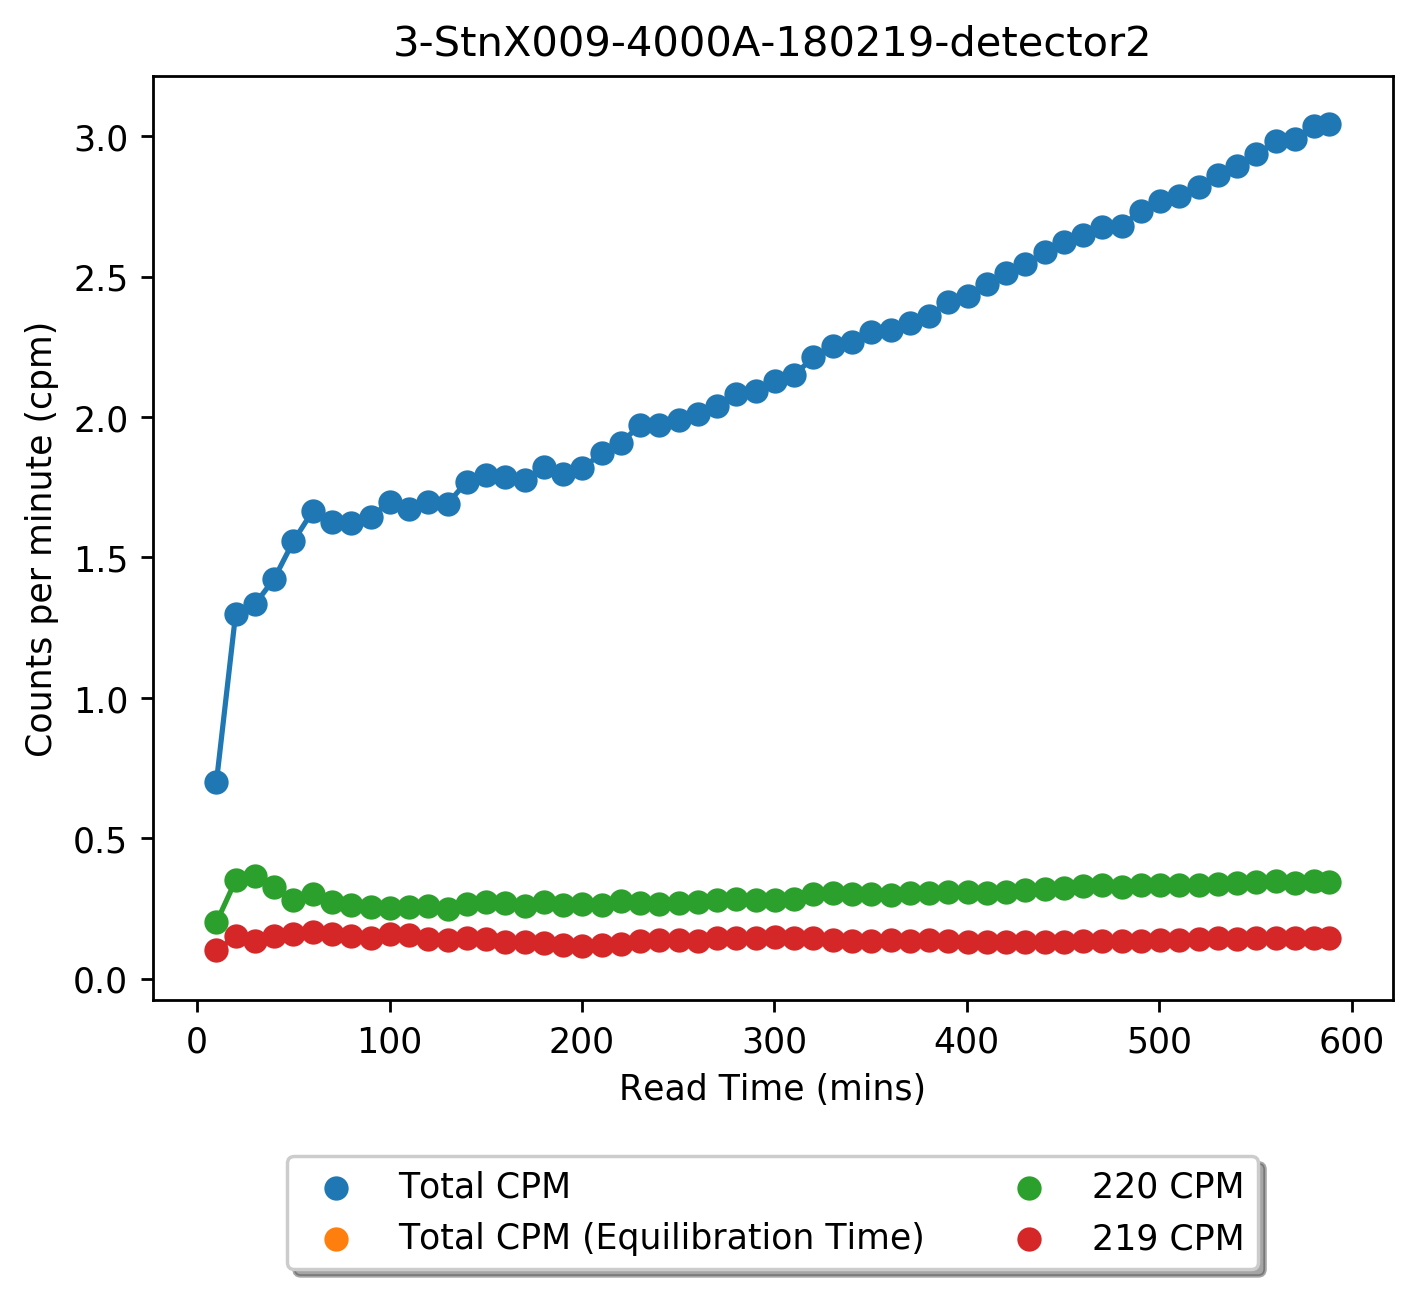 3-StnX009-4000A-180219-detector2
3.0
2.5
2.0
1.5
1.0
0.5
0.0
Counts per minute (cpm)
0 100 200 300 400 500 600
Read Time (mins)
Total CPM
Total CPM (Equilibration Time)
220 CPM
219 CPM